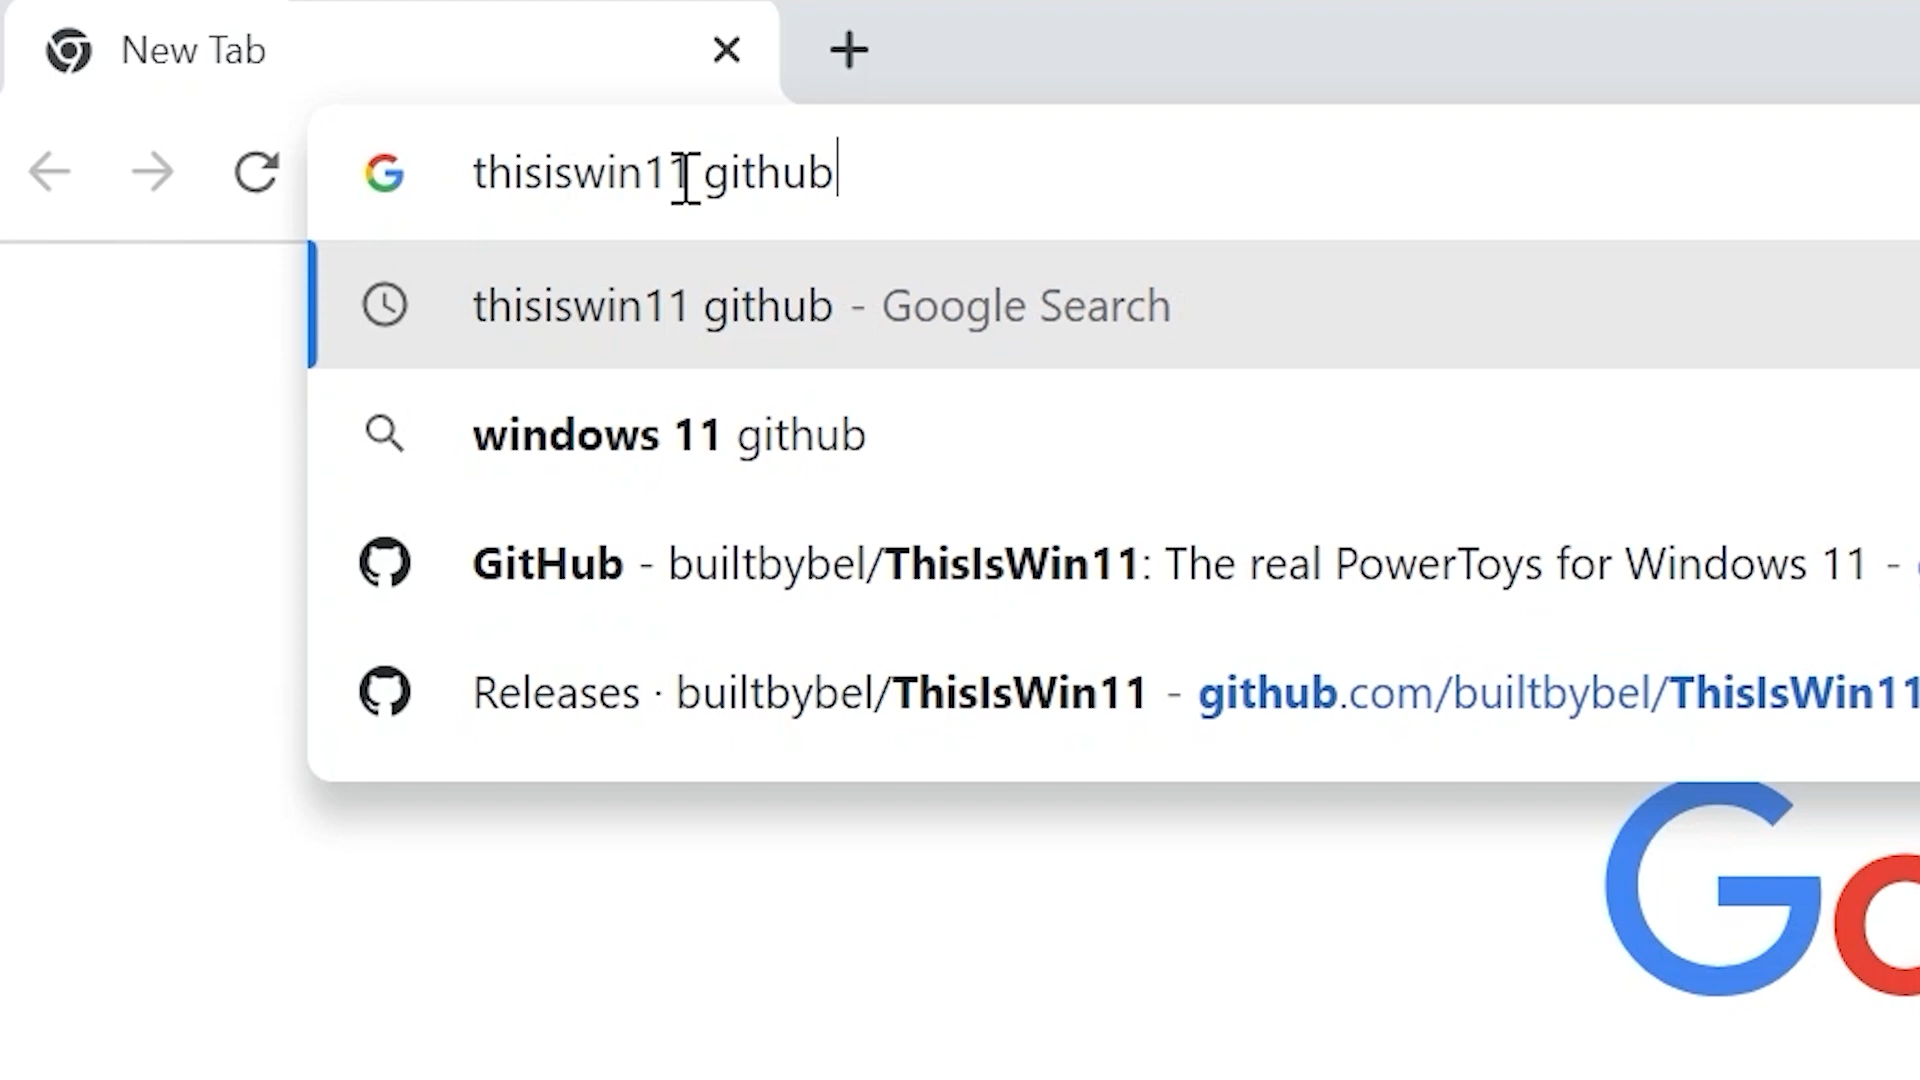 New Tab
thisiswin11 github
thisiswin11 github - Google Search
windows 11 github
GitHub - builtbybel/ThisIsWin11: The real PowerToys for Windows 11 -
Releases · builtbybel/ThisIsWin11 - github.com/builtbybel/ThisIsWin11
Go